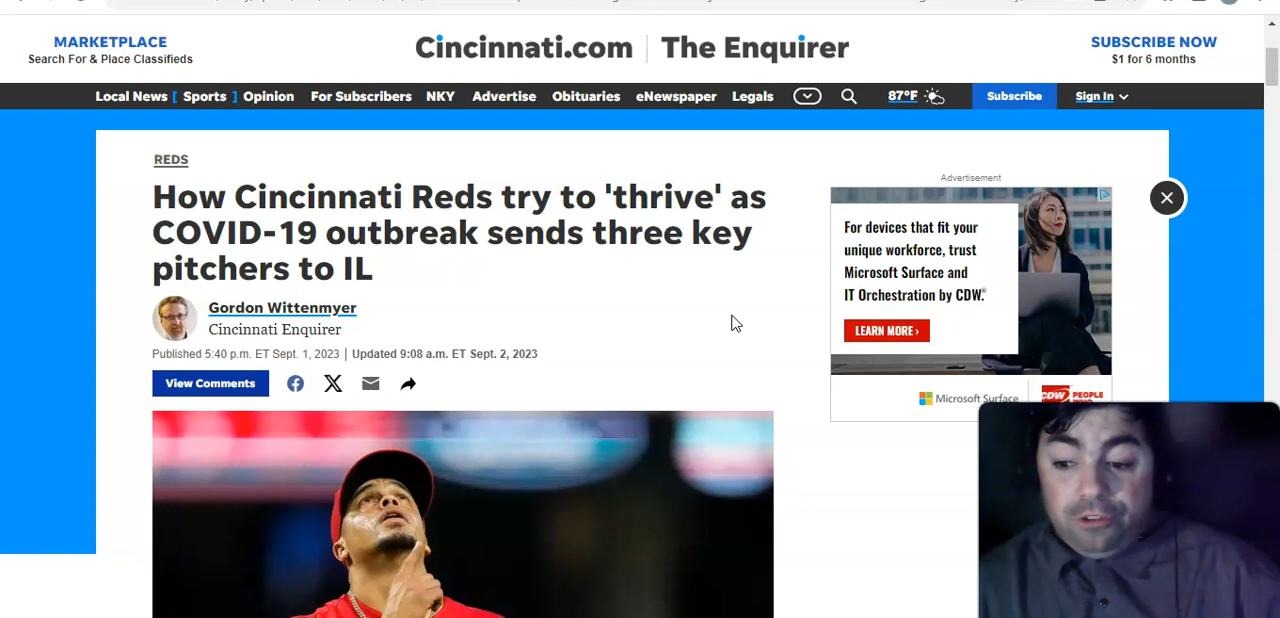 MARKETPLACE
Search For & Place Classifieds
Cincinnati.com | The Enquirer
SUBSCRIBE NOW
$1 for 6 months
Local News [ Sports ] Opinion For Subscribers NKY Advertise Obituaries eNewspaper Legals 87°F Subscribe Sign In
REDS
How Cincinnati Reds try to 'thrive' as
COVID-19 outbreak sends three key
pitchers to IL
Gordon Wittenmyer
Cincinnati Enquirer
Published 5:40 p.m. ET Sept. 1, 2023 | Updated 9:08 a.m. ET Sept. 2, 2023
View Comments
Advertisement
For devices that fit your
unique workforce, trust
Microsoft Surface and
IT Orchestration by CDW.®
LEARN MORE ›
Microsoft Surface
CDW PEOPLE
WHO